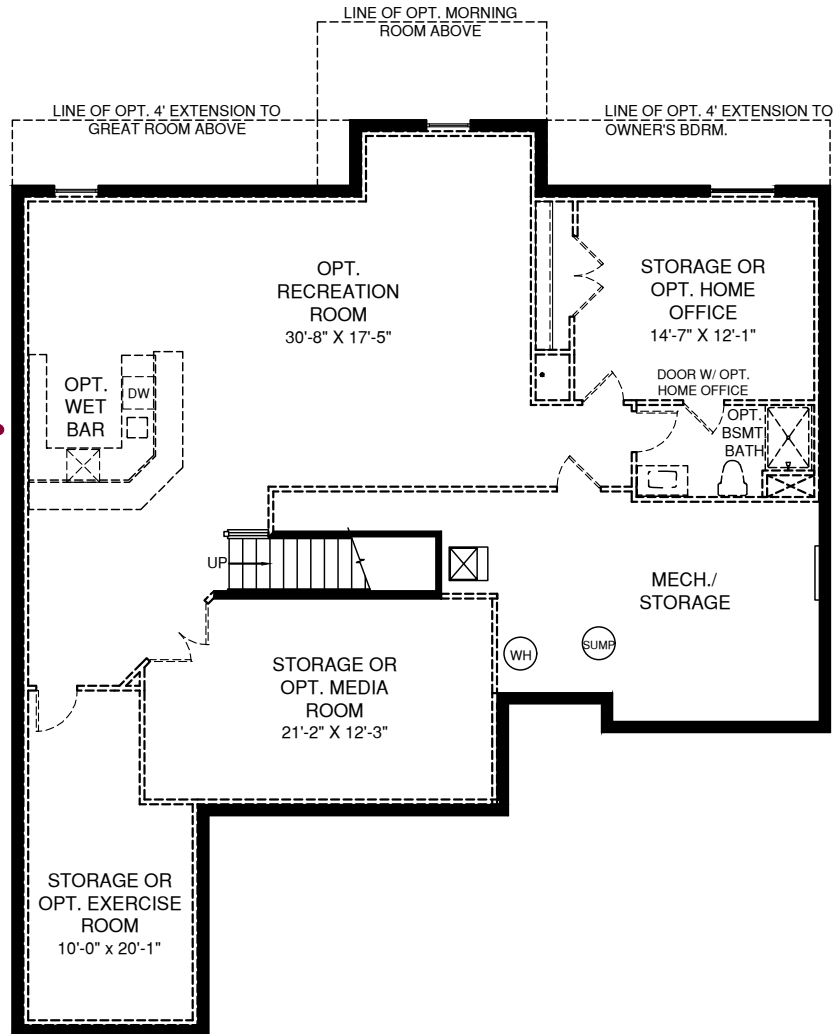 LINE OF OPT. MORNING
ROOM ABOVE
LINE OF OPT. 4' EXTENSION TO
GREAT ROOM ABOVE
LINE OF OPT. 4' EXTENSION TO
OWNER'S BDRM.
OPT.
RECREATION
ROOM
30'-8" X 17'-5"
STORAGE OR
OPT. HOME
OFFICE
14'-7" X 12'-1"
DOOR W/ OPT.
HOME OFFICE
OPT.
WET
BAR
DW
OPT.
BSMT
BATH
UP
MECH./
STORAGE
WH
SUMP
STORAGE OR
OPT. MEDIA
ROOM
21'-2" X 12'-3"
STORAGE OR
OPT. EXERCISE
ROOM
10'-0" x 20'-1"